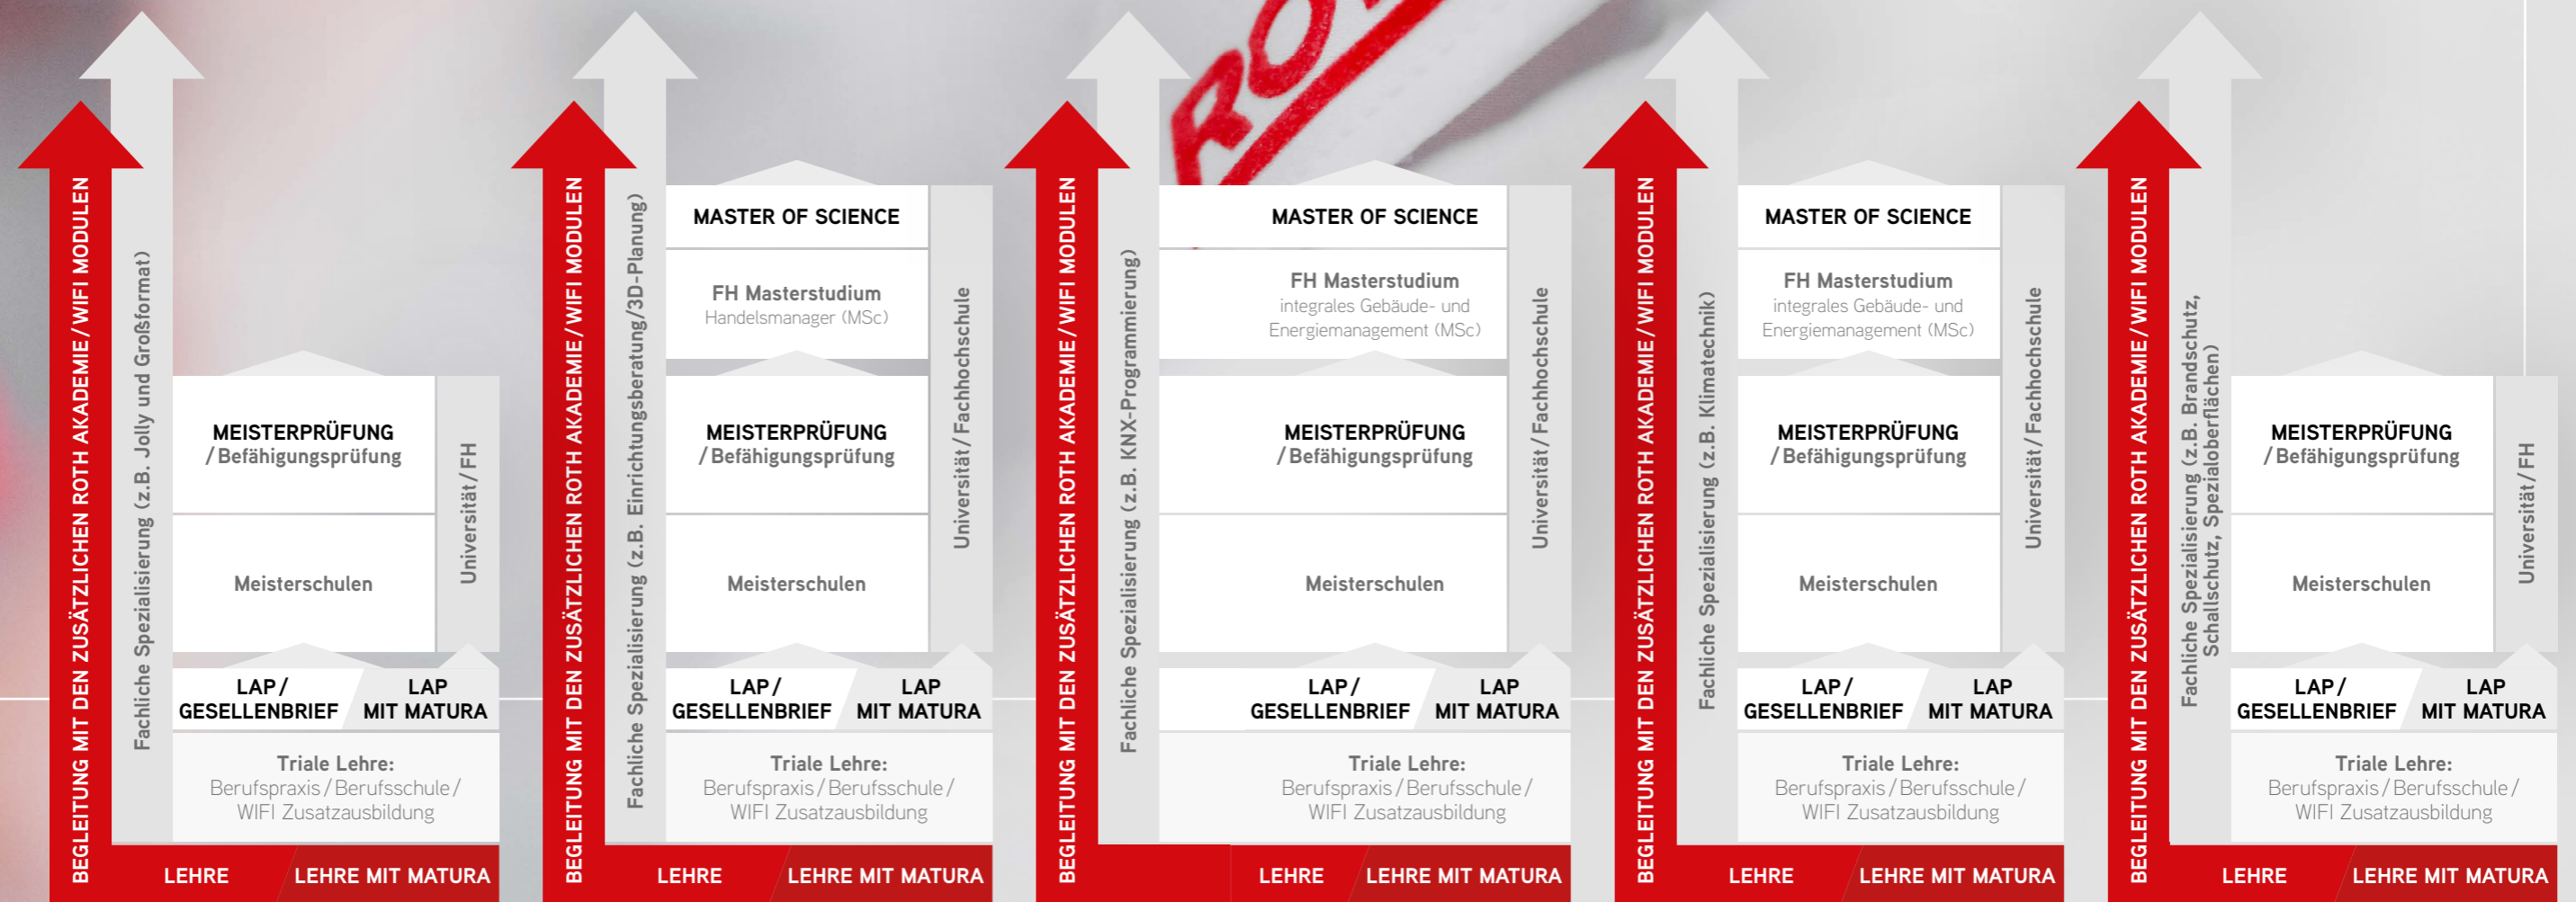 BEGLEITUNG MIT DEN ZUSÄTZLICHEN ROTH AKADEMIE/WIFI MODULEN
Fachliche Spezialisierung (z.B. Jolly und Großformat)
MEISTERPRÜFUNG
/Befähigungsprüfung
Meisterschulen
Universität/FH
LAP/
GESELLENBRIEF
LAP
MIT MATURA
Triale Lehre:
Berufspraxis/Berufsschule/
WIFI Zusatzausbildung
LEHRE
LEHRE MIT MATURA
BEGLEITUNG MIT DEN ZUSÄTZLICHEN ROTH AKADEMIE/WIFI MODULEN
Fachliche Spezialisierung (z.B. Einrichtungsberatung/3D-Planung)
MASTER OF SCIENCE
FH Masterstudium
Handelsmanager (MSc)
MEISTERPRÜFUNG
/Befähigungsprüfung
Meisterschulen
Universität/Fachhochschule
LAP/
GESELLENBRIEF
LAP
MIT MATURA
Triale Lehre:
Berufspraxis/Berufsschule/
WIFI Zusatzausbildung
LEHRE
LEHRE MIT MATURA
BEGLEITUNG MIT DEN ZUSÄTZLICHEN ROTH AKADEMIE/WIFI MODULEN
Fachliche Spezialisierung (z.B. KNX-Programmierung)
MASTER OF SCIENCE
FH Masterstudium
integrales Gebäude- und
Energiemanagement (MSc)
MEISTERPRÜFUNG
/Befähigungsprüfung
Meisterschulen
Universität/Fachhochschule
LAP/
GESELLENBRIEF
LAP
MIT MATURA
Triale Lehre:
Berufspraxis/Berufsschule/
WIFI Zusatzausbildung
LEHRE
LEHRE MIT MATURA
BEGLEITUNG MIT DEN ZUSÄTZLICHEN ROTH AKADEMIE/WIFI MODULEN
Fachliche Spezialisierung (z.B. Klimatechnik)
MASTER OF SCIENCE
FH Masterstudium
integrales Gebäude- und
Energiemanagement (MSc)
MEISTERPRÜFUNG
/Befähigungsprüfung
Meisterschulen
Universität/Fachhochschule
LAP/
GESELLENBRIEF
LAP
MIT MATURA
Triale Lehre:
Berufspraxis/Berufsschule/
WIFI Zusatzausbildung
LEHRE
LEHRE MIT MATURA
BEGLEITUNG MIT DEN ZUSÄTZLICHEN ROTH AKADEMIE/WIFI MODULEN
Fachliche Spezialisierung (z.B. Brandschutz,
Schallschutz, Spezialoberflächen)
MEISTERPRÜFUNG
/Befähigungsprüfung
Meisterschulen
Universität/FH
LAP/
GESELLENBRIEF
LAP
MIT MATURA
Triale Lehre:
Berufspraxis/Berufsschule/
WIFI Zusatzausbildung
LEHRE
LEHRE MIT MATURA